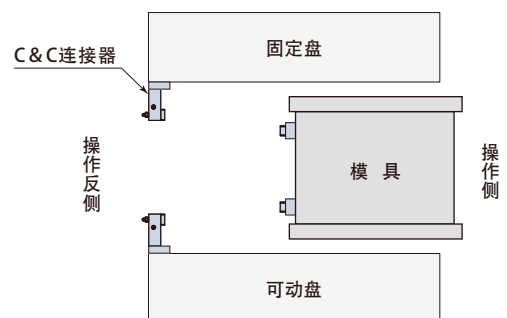 固定盘
C&C连接器
操作反侧
模具
操作侧
可动盘